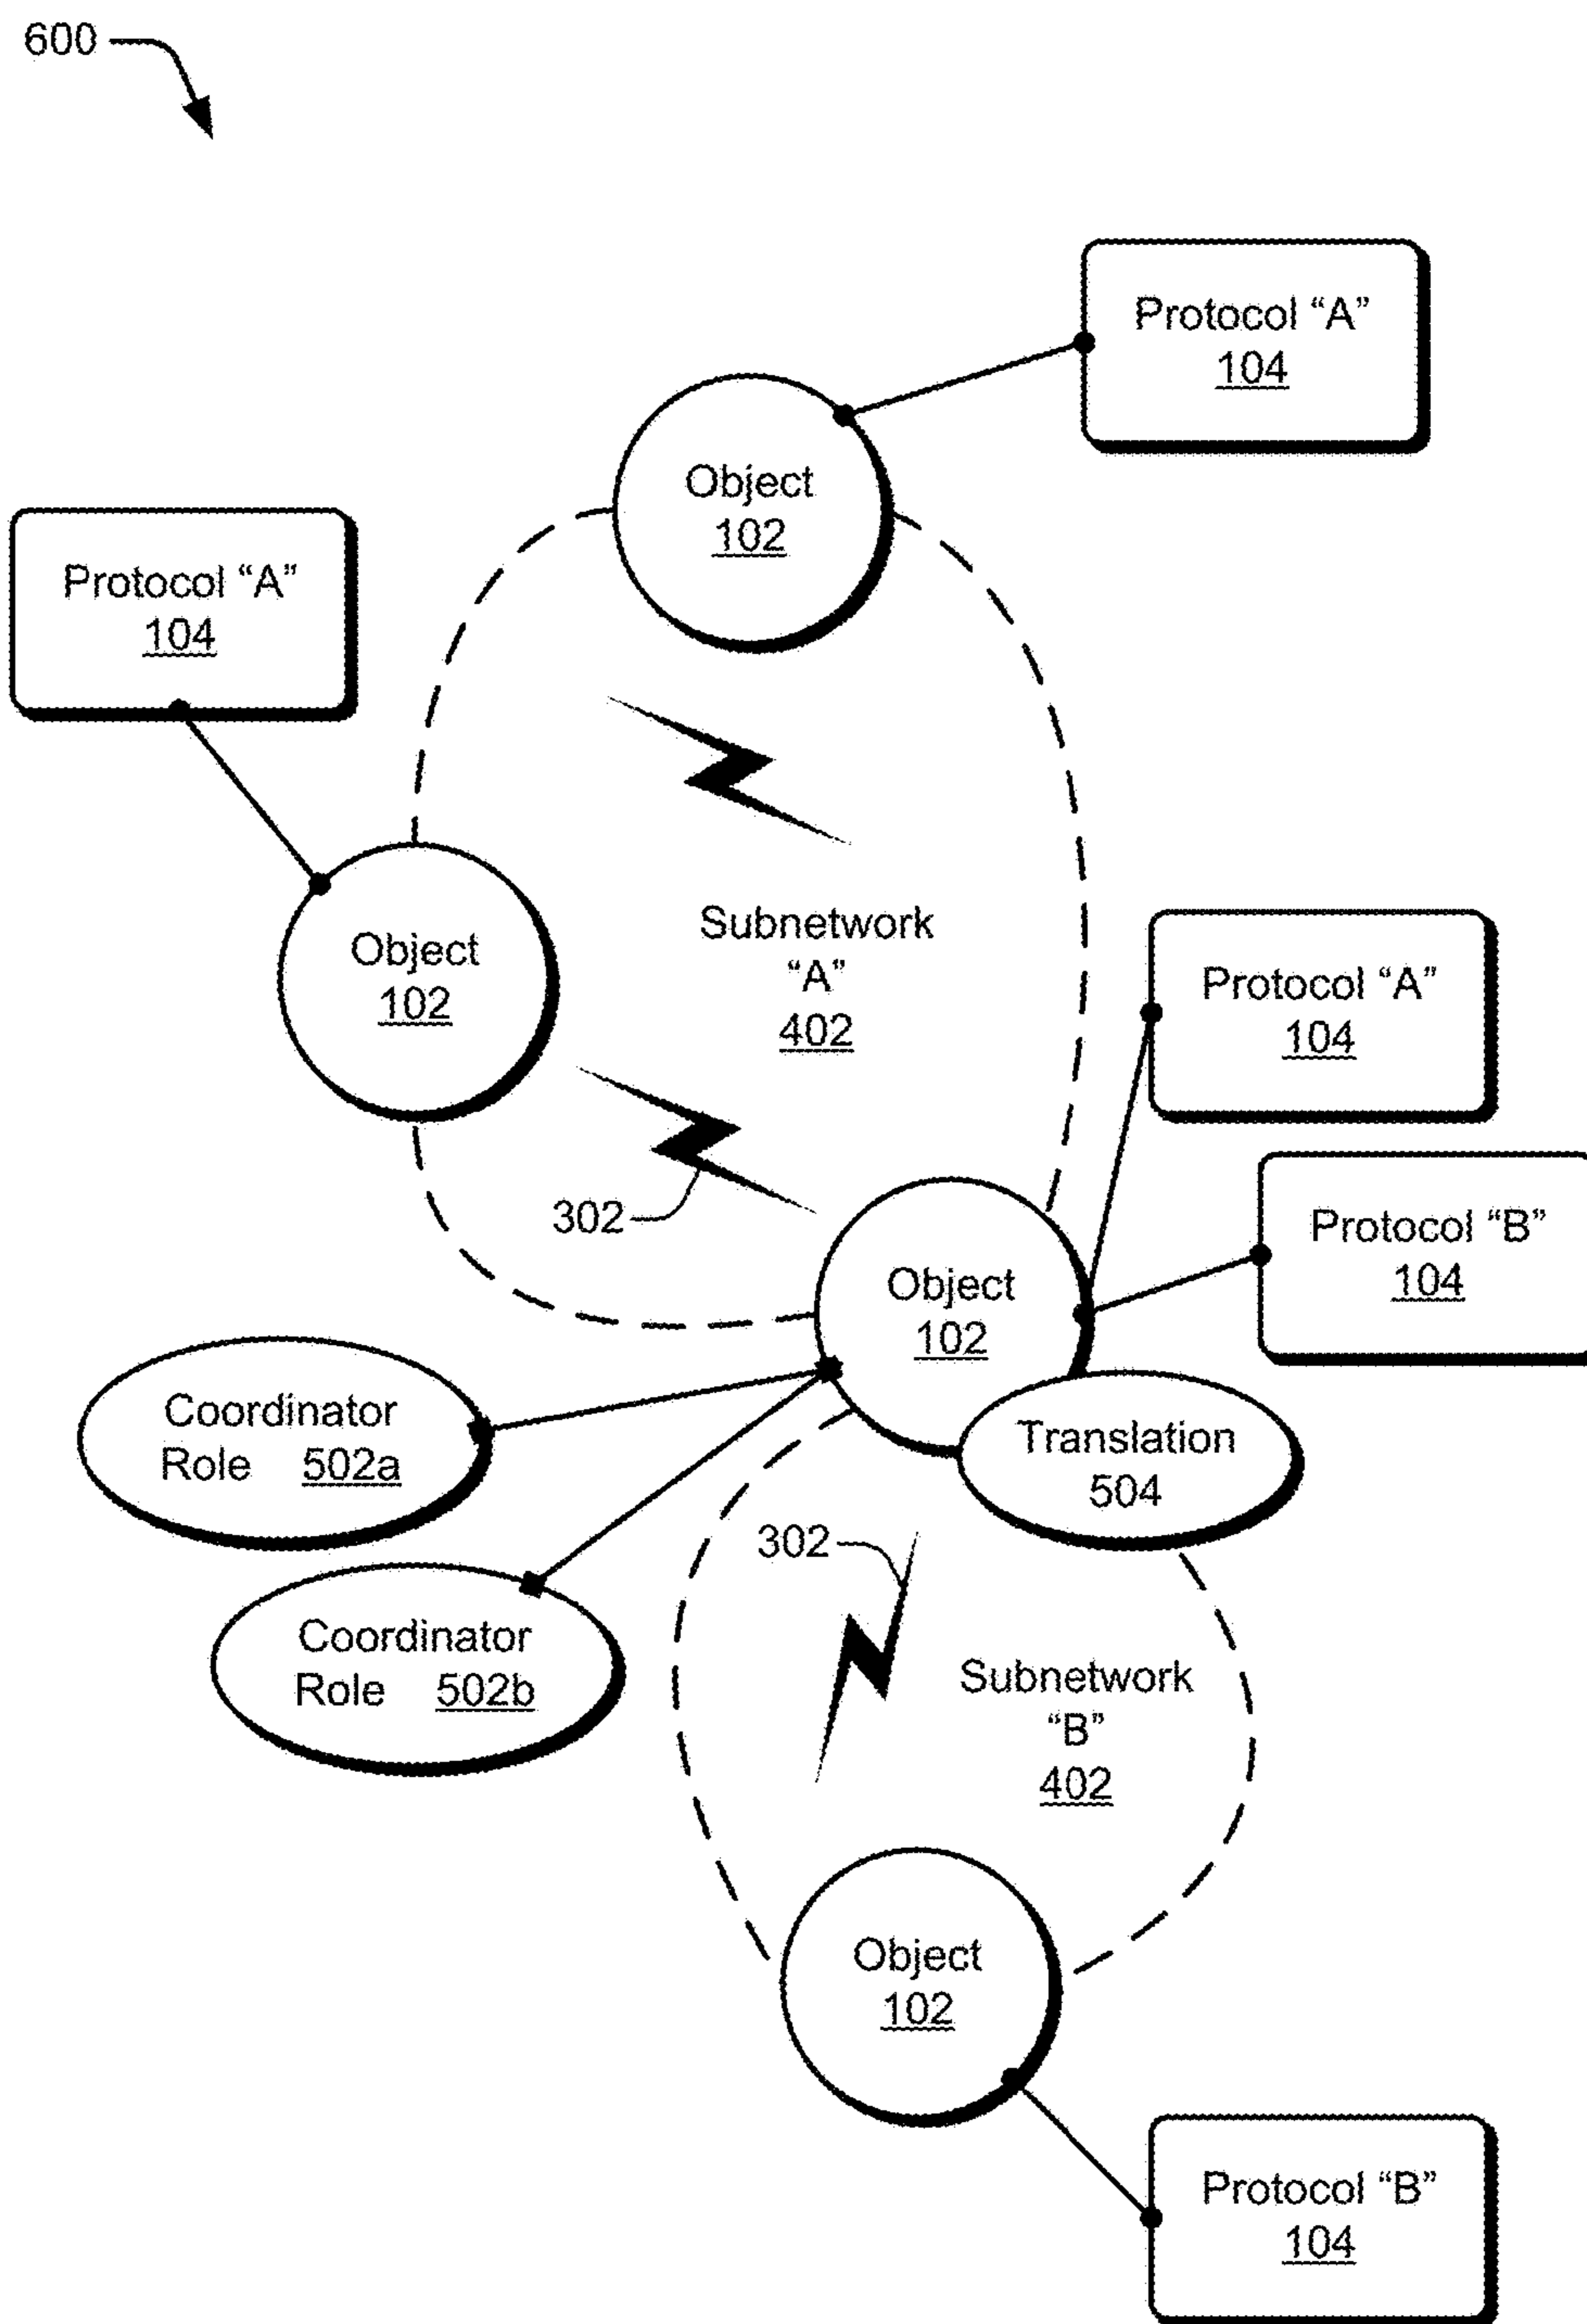 600
Protocol “A”
104
Object
102
Protocol “A”
104
Object
102
Subnetwork
“A”
402
Protocol “A”
104
302
Protocol “B”
104
Object
102
Coordinator
Role 502a
Translation
504
302
Coordinator
Role 502b
Subnetwork
“B”
402
Object
102
Protocol “B”
104